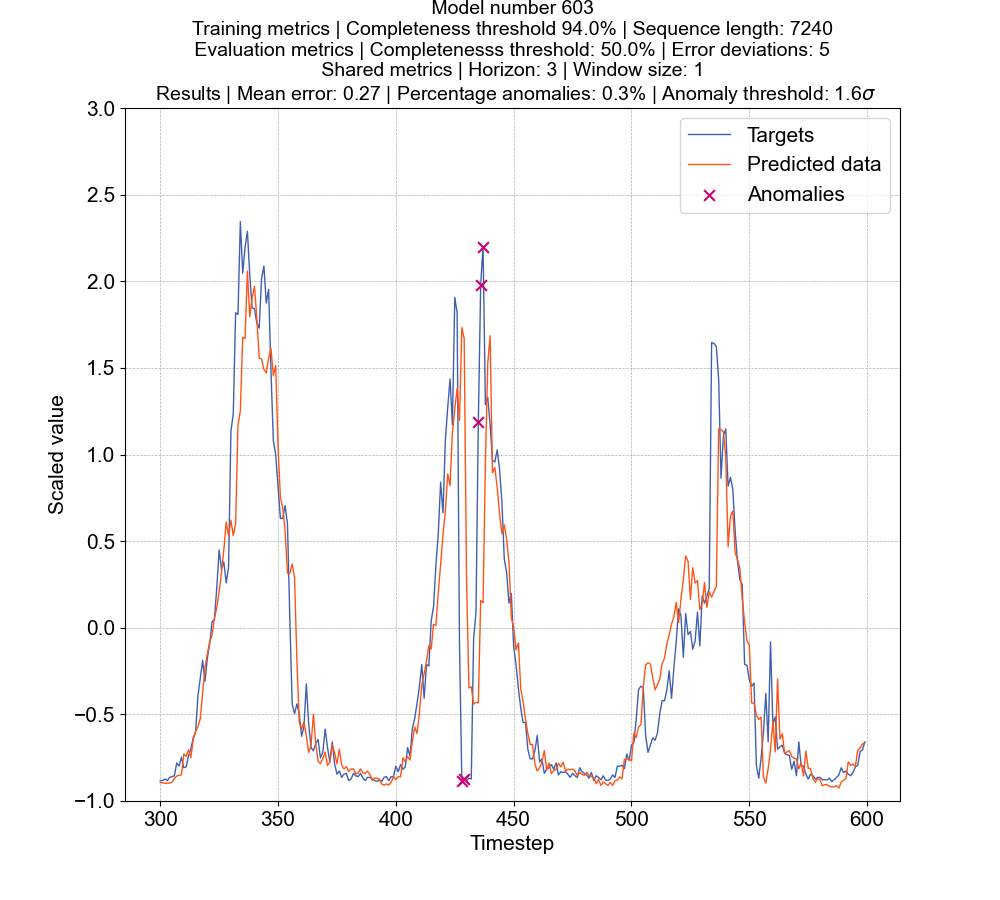 Model number 603
Training metrics | Completeness threshold 94.0% | Sequence length: 7240
Evaluation metrics | Completenesss threshold: 50.0% | Error deviations: 5
Shared metrics | Horizon: 3 | Window size: 1
Results | Mean error: 0.27 | Percentage anomalies: 0.3% | Anomaly threshold: 1.6σ
Targets
Predicted data
Anomalies
3.0
2.5
2.0
1.5
1.0
0.5
0.0
−0.5
−1.0
Scaled value
300 350 400 450 500 550 600
Timestep